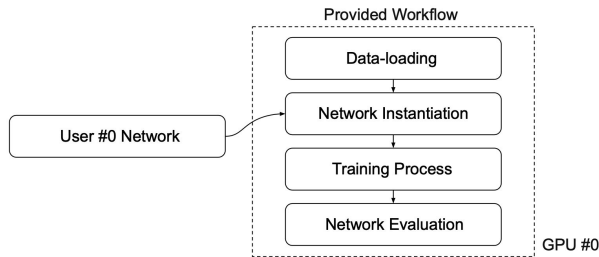 Provided Workflow
Data-loading
Network Instantiation
User #0 Network
Training Process
Network Evaluation
GPU #0